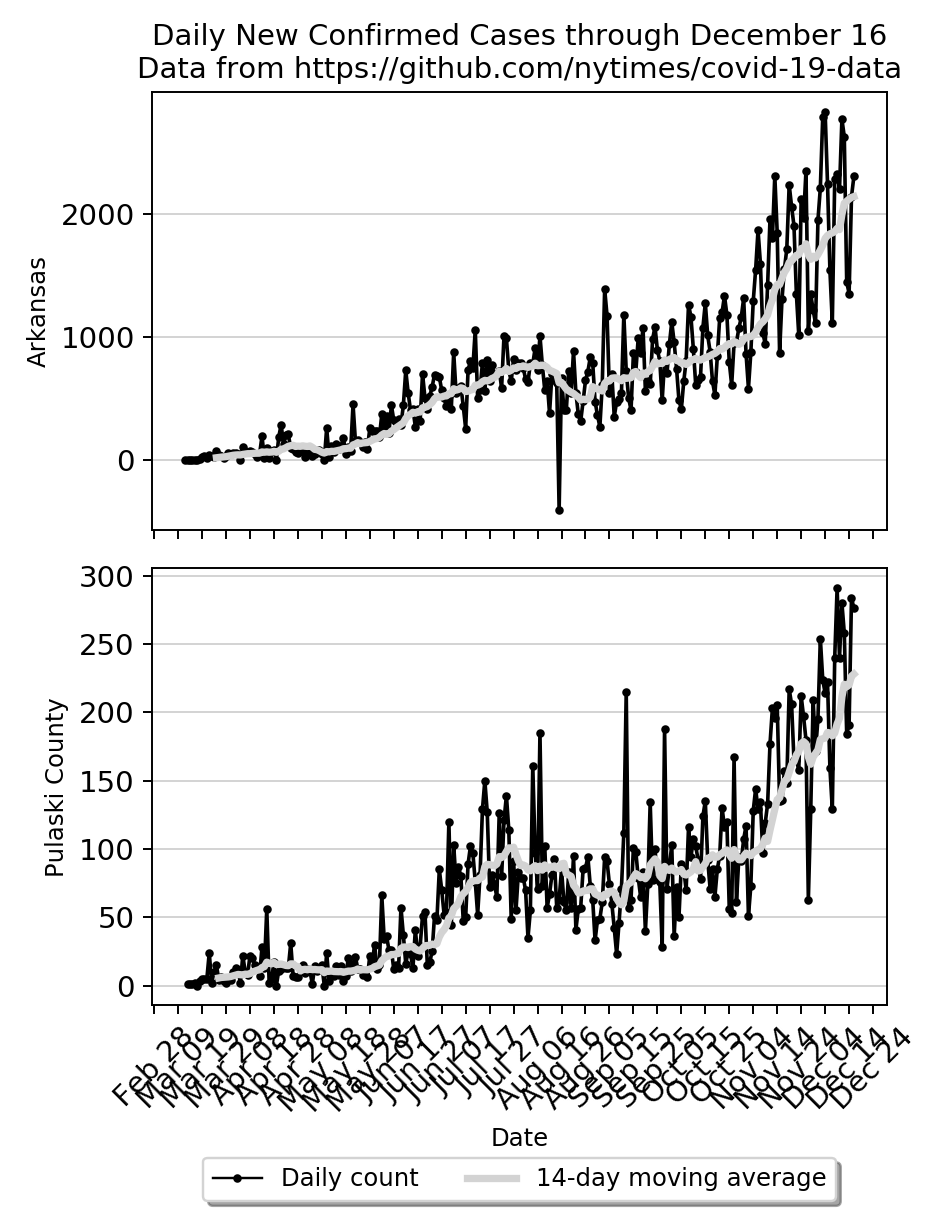 Daily New Confirmed Cases through December 16
Data from https://github.com/nytimes/covid-19-data
Arkansas
2000
1000
0
Pulaski County
300
250
200
150
100
50
0
Feb 28
Mar 09
Mar 19
Mar 29
Apr 08
Apr 18
Apr 28
May 08
May 18
May 28
Jun 07
Jun 17
Jun 27
Jul 07
Jul 17
Jul 27
Aug 06
Aug 16
Aug 26
Sep 05
Sep 15
Sep 25
Oct 05
Oct 15
Oct 25
Nov 04
Nov 14
Nov 24
Dec 04
Dec 14
Dec 24
Date
Daily count
14-day moving average